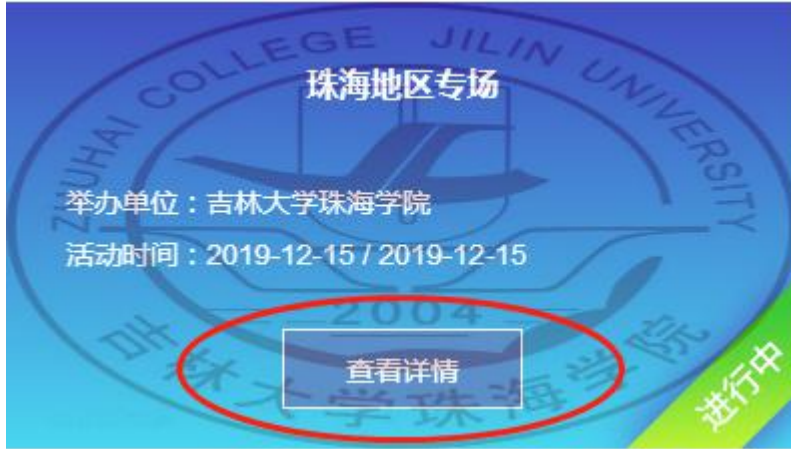 ZHUHAI COLLEGE JILIN UNIVERSITY
珠海地区专场
举办单位：吉林大学珠海学院
活动时间：2019-12-15 / 2019-12-15
2004
查看详情
吉林大学珠海学院
进行中